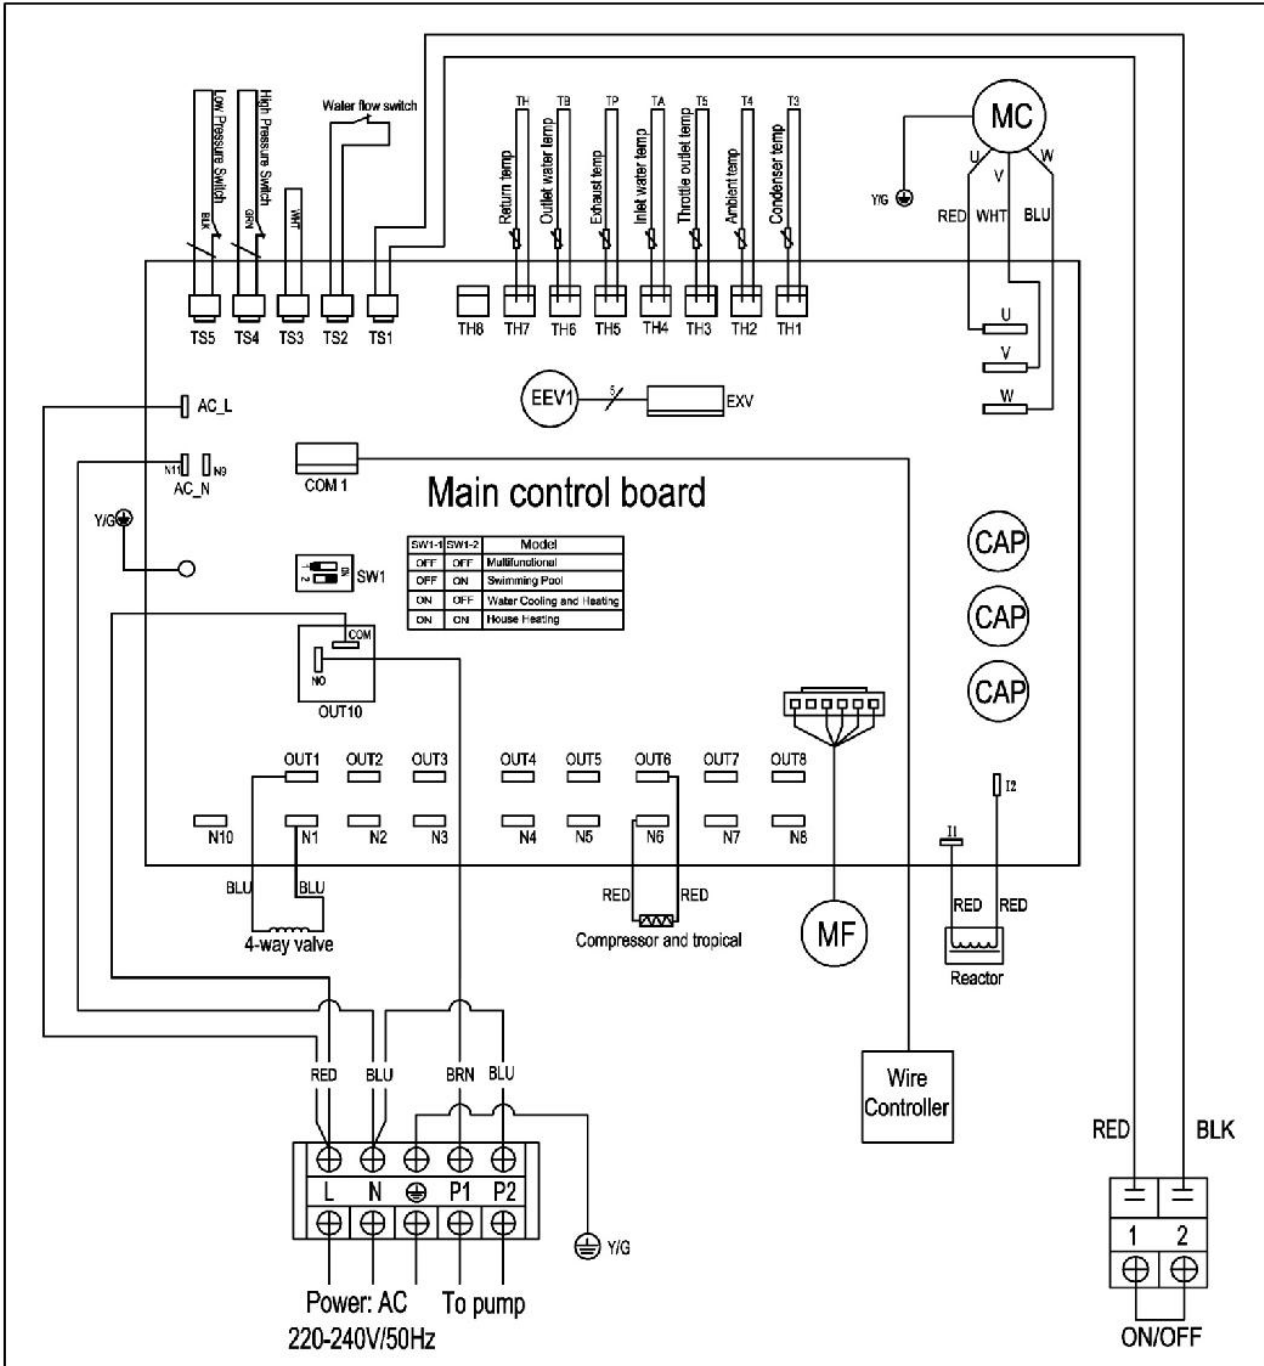 Low Pressure Switch
BLK
High Pressure Switch
GRN
WHT
Water flow switch
TH
TB
TP
TA
T5
T4
T3
Return temp
Outlet water temp
Exhaust temp
Inlet water temp
Throttle outlet temp
Ambient temp
Condenser temp
MC
U
V
W
Y/G
RED
WHT
BLU
TS5
TS4
TS3
TS2
TS1
TH8
TH7
TH6
TH5
TH4
TH3
TH2
TH1
U
V
W
AC_L
EEV1
5
EXV
N11
N9
AC_N
COM 1
Main control board
Y/G
1
2
ON
SW1
SW1-1 SW1-2 Model
OFF OFF Multifunctional
OFF ON Swimming Pool
ON OFF Water Cooling and Heating
ON ON House Heating
CAP
CAP
CAP
COM
NO
OUT10
OUT1
OUT2
OUT3
OUT4
OUT5
OUT6
OUT7
OUT8
I2
N10
N1
N2
N3
N4
N5
N6
N7
N8
I1
BLU
BLU
4-way valve
RED
RED
Compressor and tropical
MF
RED
RED
Reactor
RED
BLU
BRN
BLU
Wire
Controller
RED
BLK
L
N
P1
P2
Y/G
1
2
Power: AC
220-240V/50Hz
To pump
ON/OFF